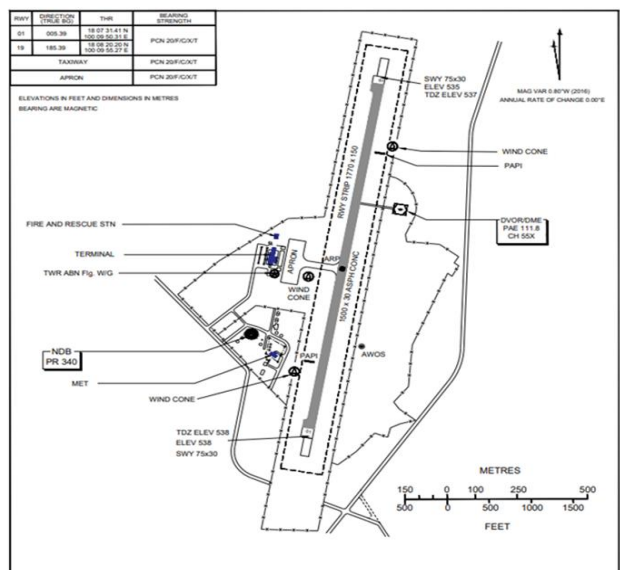 RWY DIRECTION (TRUE BG) THR BEARING STRENGTH
01 005.39 18 07 31.41 N 100 09 50.31 E PCN 20/F/C/X/T
19 185.39 18 08 20.20 N 100 09 55.27 E
TAXIWAY PCN 20/F/C/X/T
APRON PCN 20/F/C/X/T
ELEVATIONS IN FEET AND DIMENSIONS IN METRES
BEARING ARE MAGNETIC
MAG VAR 0.80°W (2016)
ANNUAL RATE OF CHANGE 0.00°E
SWY 75x30
ELEV 535
TDZ ELEV 537
WIND CONE
PAPI
RWY STRIP 1770 x 150
DVOR/DME
PAE 111.8
CH 55X
FIRE AND RESCUE STN
TERMINAL
TWR ABN Flg. W/G
APRON
ARP
WIND
CONE
1500 x 30 ASPH CONC
NDB
PR 340
MET
PAPI
AWOS
WIND CONE
TDZ ELEV 538
ELEV 538
SWY 75x30
METRES
150 0 100 250 500
500 0 500 1000 1500
FEET